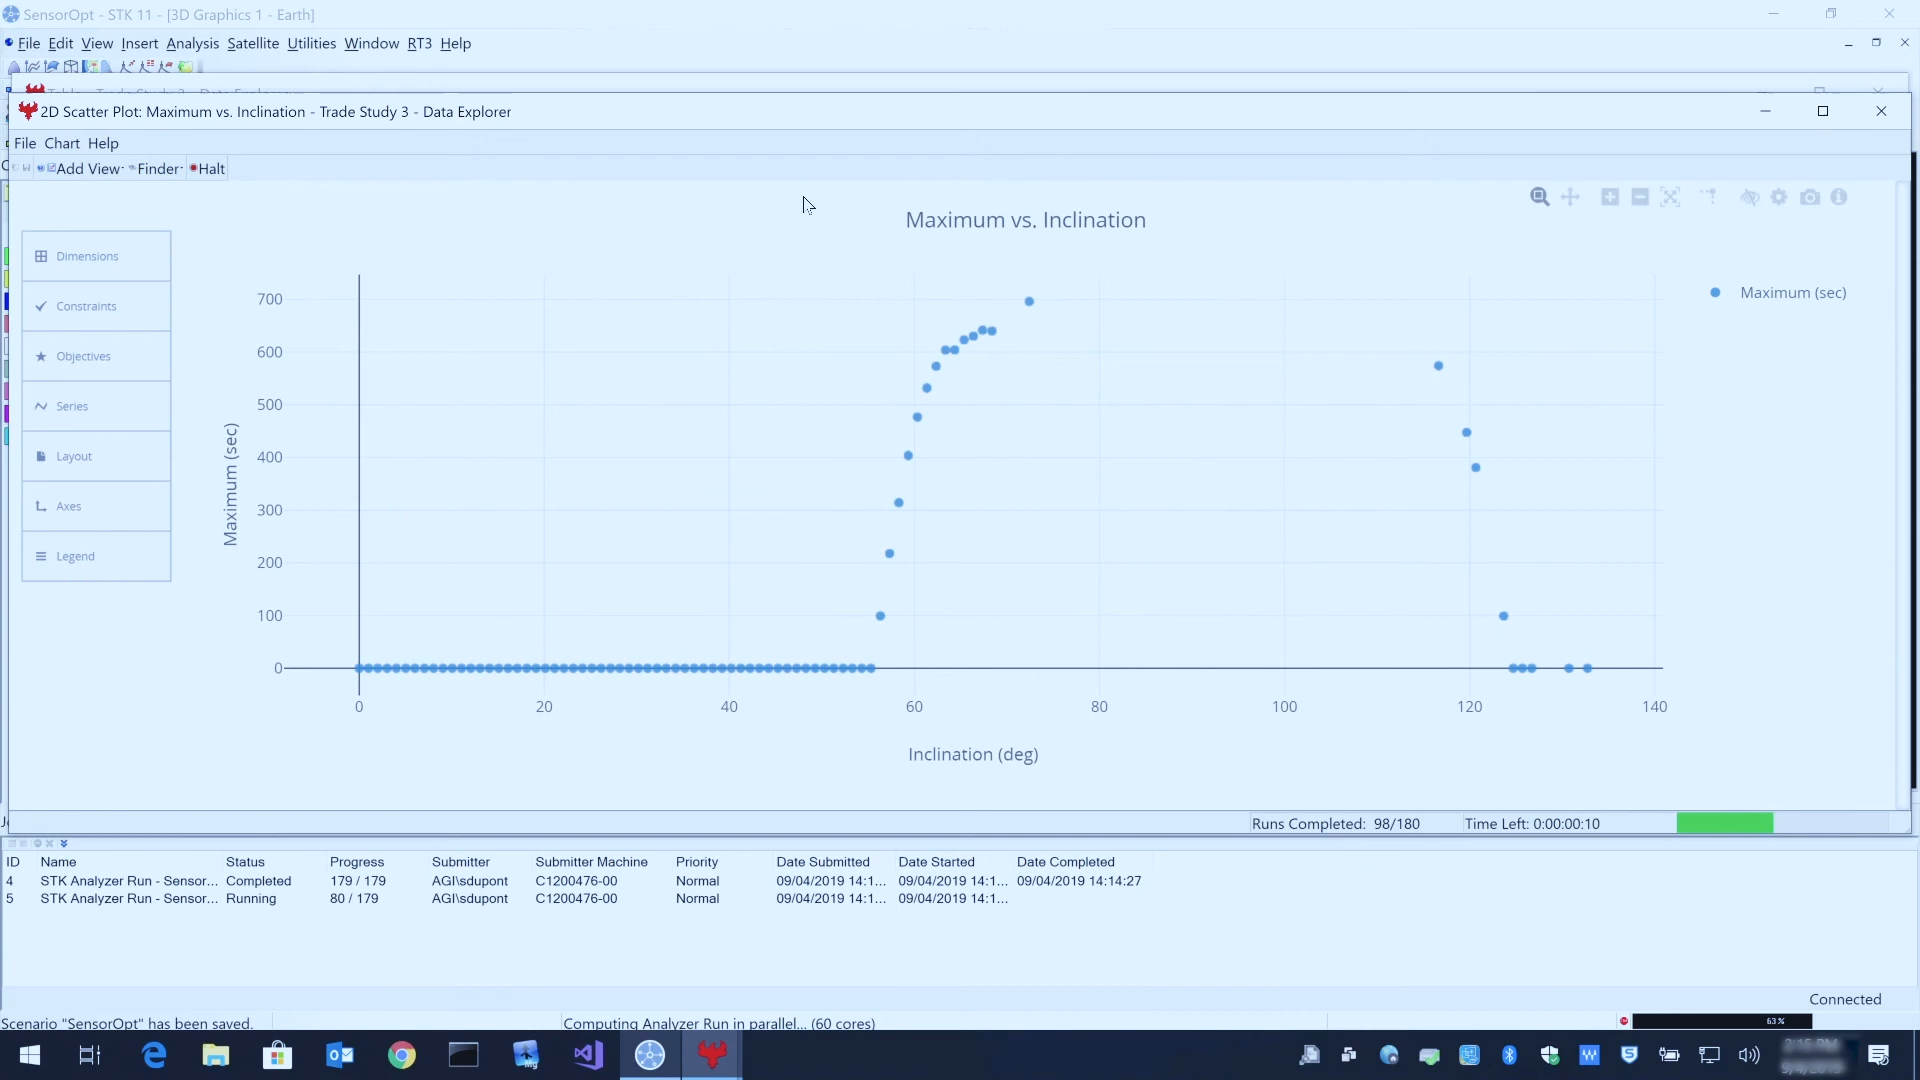 SensorOpt - STK 11 - [3D Graphics 1 - Earth]
File Edit View Insert Analysis Satellite Utilities Window RT3 Help
2D Scatter Plot: Maximum vs. Inclination - Trade Study 3 - Data Explorer
File Chart Help
Add View Finder Halt
Maximum vs. Inclination
Dimensions
Constraints
Objectives
Series
Layout
Axes
Legend
Maximum (sec)
700
600
500
400
300
200
100
0
0 20 40 60 80 100 120 140
Inclination (deg)
Maximum (sec)
Runs Completed: 98/180 Time Left: 0:00:00:10
ID Name Status Progress Submitter Submitter Machine Priority Date Submitted Date Started Date Completed
4 STK Analyzer Run - Sensor... Completed 179 / 179 AGI\sdupont C1200476-00 Normal 09/04/2019 14:1... 09/04/2019 14:1... 09/04/2019 14:14:27
5 STK Analyzer Run - Sensor... Running 80 / 179 AGI\sdupont C1200476-00 Normal 09/04/2019 14:1... 09/04/2019 14:1...
Connected
Scenario "SensorOpt" has been saved. Computing Analyzer Run in parallel... (60 cores) 63 %